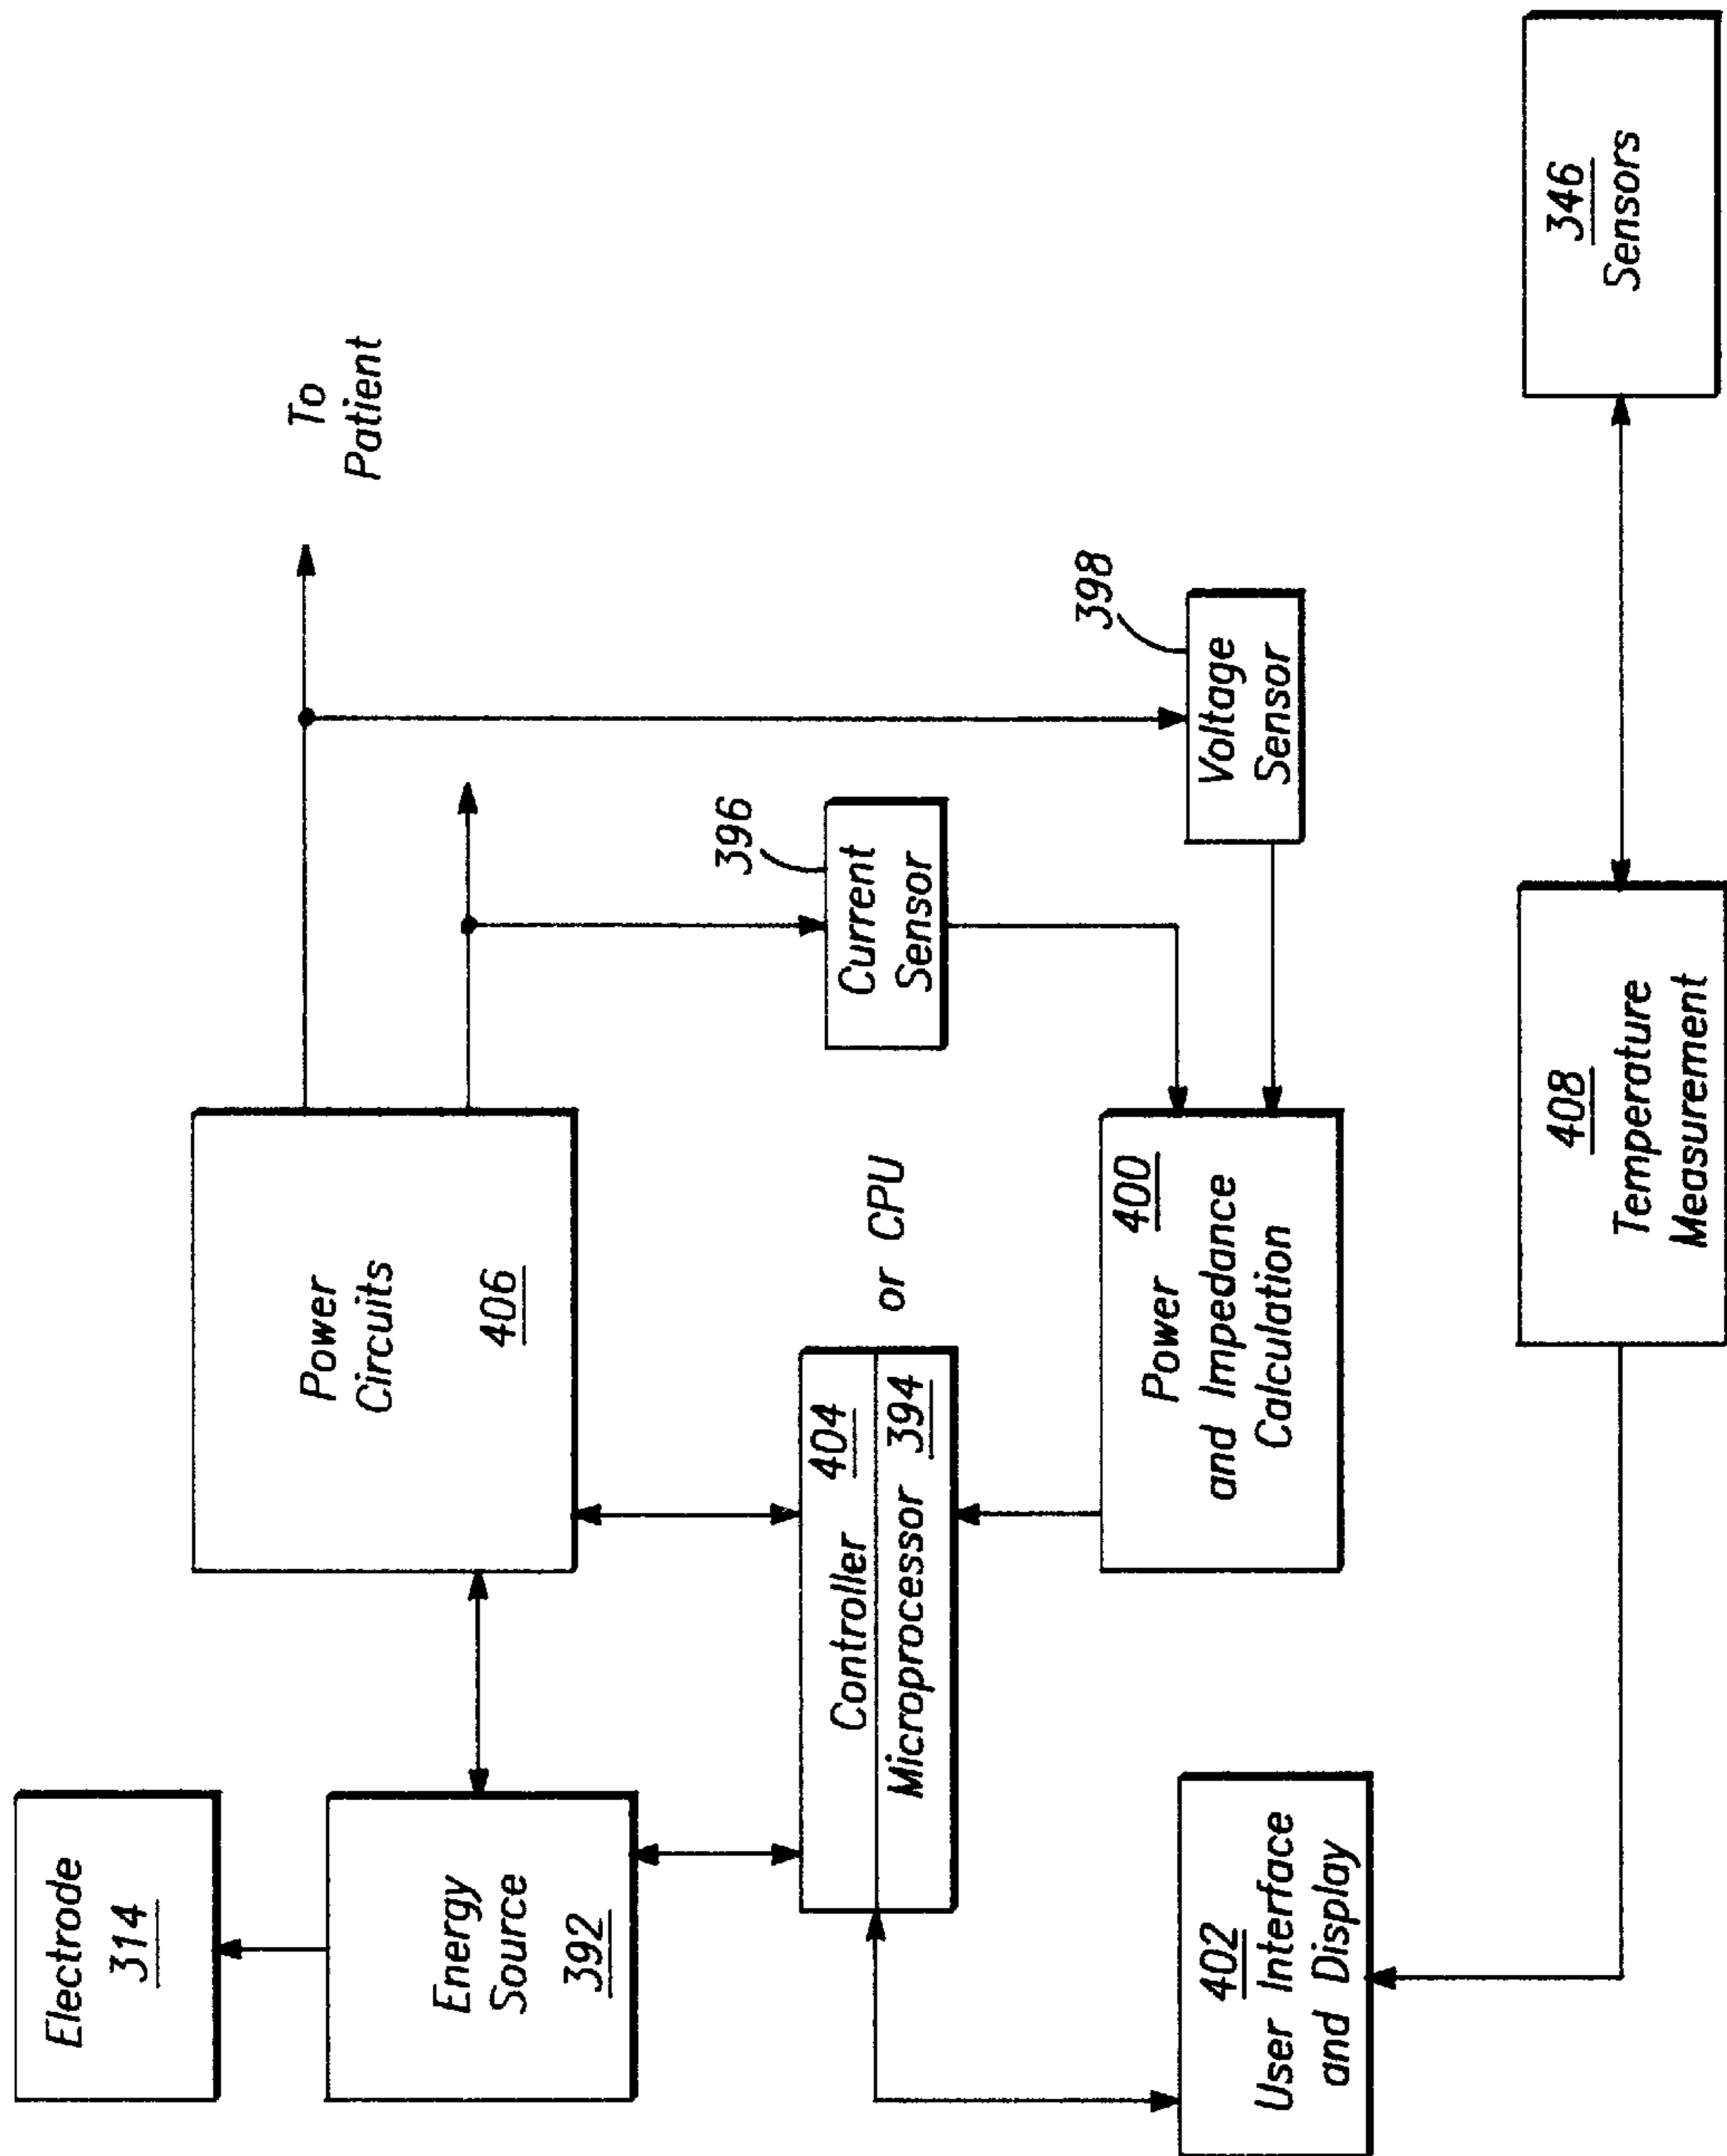 Electrode
314
Energy
Source
392
Power
Circuits
406
To
Patient
Controller 404
Microprocessor 394
or CPU
396
Current
Sensor
398
Voltage
Sensor
400
Power
and Impedance
Calculation
402
User Interface
and Display
408
Temperature
Measurement
346
Sensors